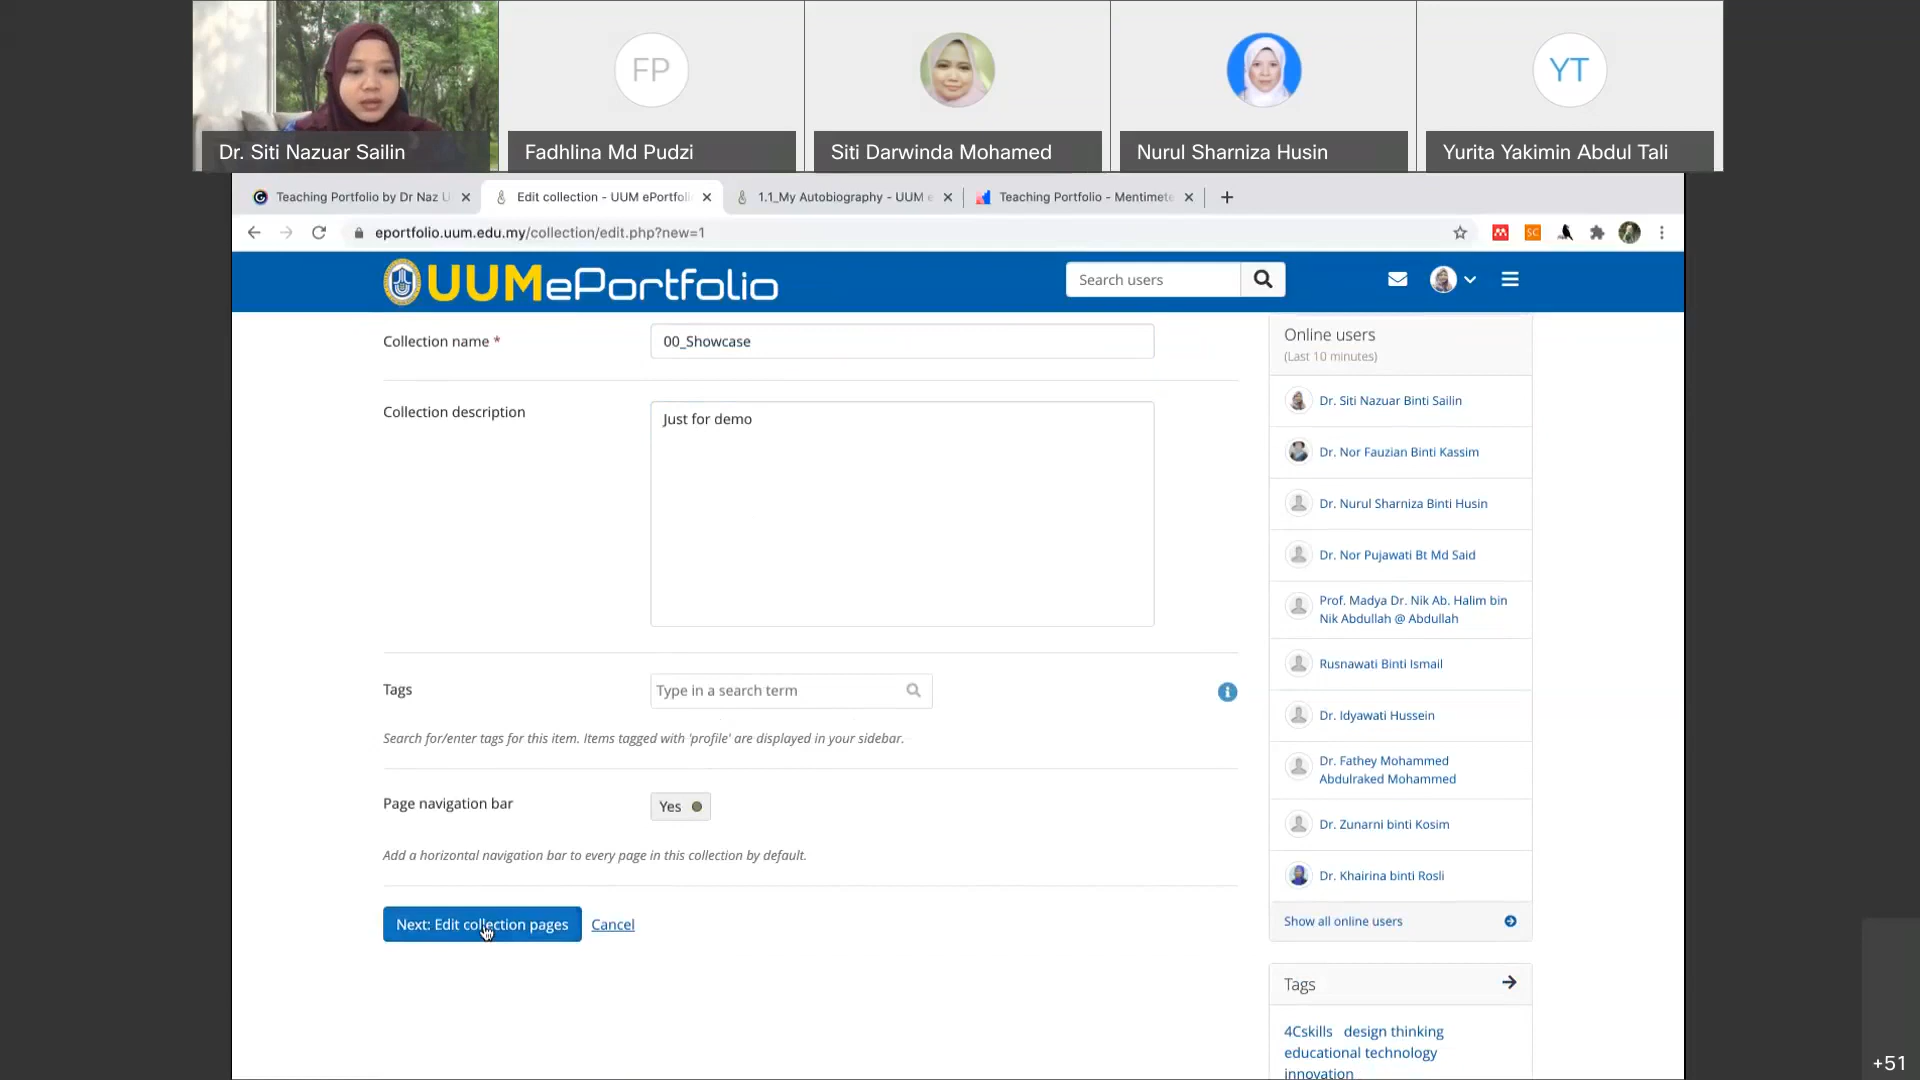 FP
YT
Dr. Siti Nazuar Sailin
Fadhlina Md Pudzi
Siti Darwinda Mohamed
Nurul Sharniza Husin
Yurita Yakimin Abdul Tali
Teaching Portfolio by Dr Naz U
Edit collection - UUM ePortfoli
1.1_My Autobiography - UUM e
Teaching Portfolio - Mentimete
eportfolio.uum.edu.my/collection/edit.php?new=1
SC
UUMePortfolio
Search users
Collection name *
00_Showcase
Collection description
Just for demo
Tags
Type in a search term
Search for/enter tags for this item. Items tagged with 'profile' are displayed in your sidebar.
Page navigation bar
Yes
Add a horizontal navigation bar to every page in this collection by default.
Next: Edit collection pages
Cancel
Online users
(Last 10 minutes)
Dr. Siti Nazuar Binti Sailin
Dr. Nor Fauzian Binti Kassim
Dr. Nurul Sharniza Binti Husin
Dr. Nor Pujawati Bt Md Said
Prof. Madya Dr. Nik Ab. Halim bin
Nik Abdullah @ Abdullah
Rusnawati Binti Ismail
Dr. Idyawati Hussein
Dr. Fathey Mohammed
Abdulraked Mohammed
Dr. Zunarni binti Kosim
Dr. Khairina binti Rosli
Show all online users
Tags
4Cskills design thinking
educational technology
innovation
+51